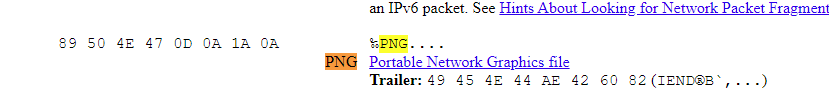 an IPv6 packet. See Hints About Looking for Network Packet Fragment
89 50 4E 47 0D 0A 1A 0A ‰PNG....
PNG Portable Network Graphics file
Trailer: 49 45 4E 44 AE 42 60 82 (IEND®B`‚...)